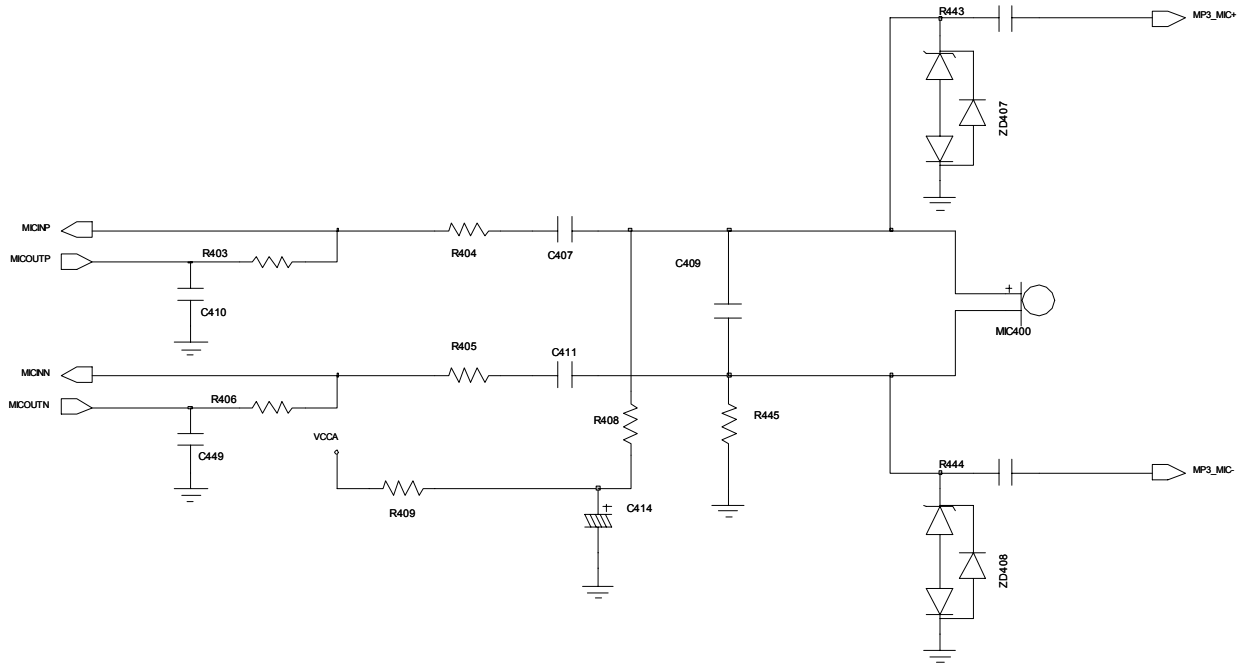 R443
MP3_MIC+
ZD407
MICINP
MICOUTP
R403
R404
C407
C409
C410
+
MIC400
MICINN
R405
C411
MICOUTN
R406
R408
R445
VCCA
C449
R444
MP3_MIC-
R409
+
C414
ZD408